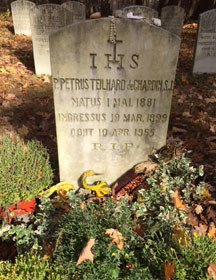 IHS
P. PETRUS TEILHARD de CHARDIN, S.J.
NATUS 1 MAI. 1881
INGRESSUS 19 MAR. 1899
OBIIT 10 APR. 1955
R.I.P.